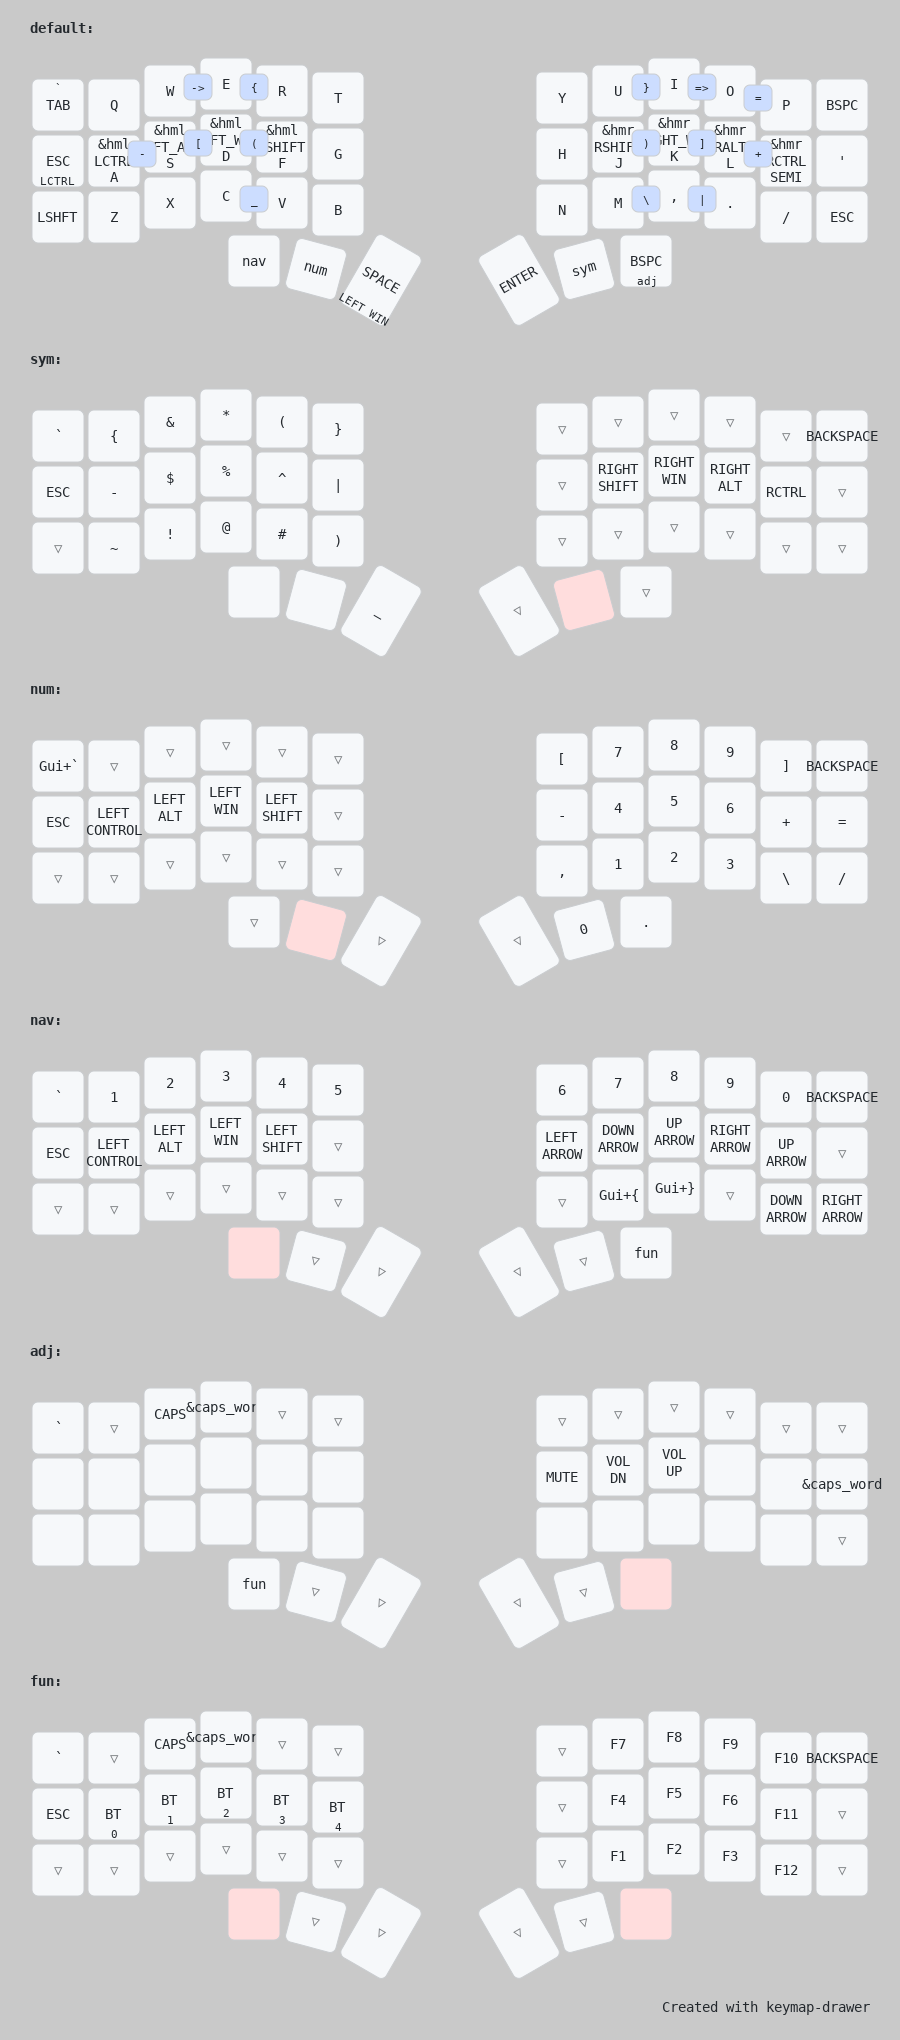 default:
` -> { } => =
TAB Q W E R T Y U I O P BSPC
&hml &hml &hml &hml &hmr &hmr &hmr &hmr
ESC LCTRL A S D F G H J K L SEMI '
LCTRL - [ ( ) ] + RSHIFT RALT RCTRL
LSHFT Z X C _ V B N M \ , | . / ESC
nav num SPACE ENTER sym BSPC
LEFT WIN adj
sym:
` { & * ( } ▽ ▽ ▽ ▽ ▽ BACKSPACE
ESC - $ % ^ | ▽ RIGHT SHIFT RIGHT WIN RIGHT ALT RCTRL ▽
▽ ~ ! @ # ) ▽ ▽ ▽ ▽ ▽ ▽
_ ▽ ▽
num:
Gui+` ▽ ▽ ▽ ▽ ▽ [ 7 8 9 ] BACKSPACE
ESC LEFT CONTROL LEFT ALT LEFT WIN LEFT SHIFT ▽ - 4 5 6 + =
▽ ▽ ▽ ▽ ▽ ▽ , 1 2 3 \ /
▽ ▽ ▽ 0 .
nav:
` 1 2 3 4 5 6 7 8 9 0 BACKSPACE
ESC LEFT CONTROL LEFT ALT LEFT WIN LEFT SHIFT ▽ LEFT ARROW DOWN ARROW UP ARROW RIGHT ARROW UP ARROW ▽
▽ ▽ ▽ ▽ ▽ ▽ ▽ Gui+{ Gui+} ▽ DOWN ARROW RIGHT ARROW
▽ ▽ ▽ ▽ fun
adj:
` ▽ CAPS &caps_wor ▽ ▽ ▽ ▽ ▽ ▽ ▽ ▽
MUTE VOL DN VOL UP &caps_word
▽
fun ▽ ▽ ▽ ▽
fun:
` ▽ CAPS &caps_wor ▽ ▽ ▽ F7 F8 F9 F10 BACKSPACE
ESC BT 0 BT 1 BT 2 BT 3 BT 4 ▽ F4 F5 F6 F11 ▽
▽ ▽ ▽ ▽ ▽ ▽ ▽ F1 F2 F3 F12 ▽
▽ ▽ ▽ ▽
Created with keymap-drawer